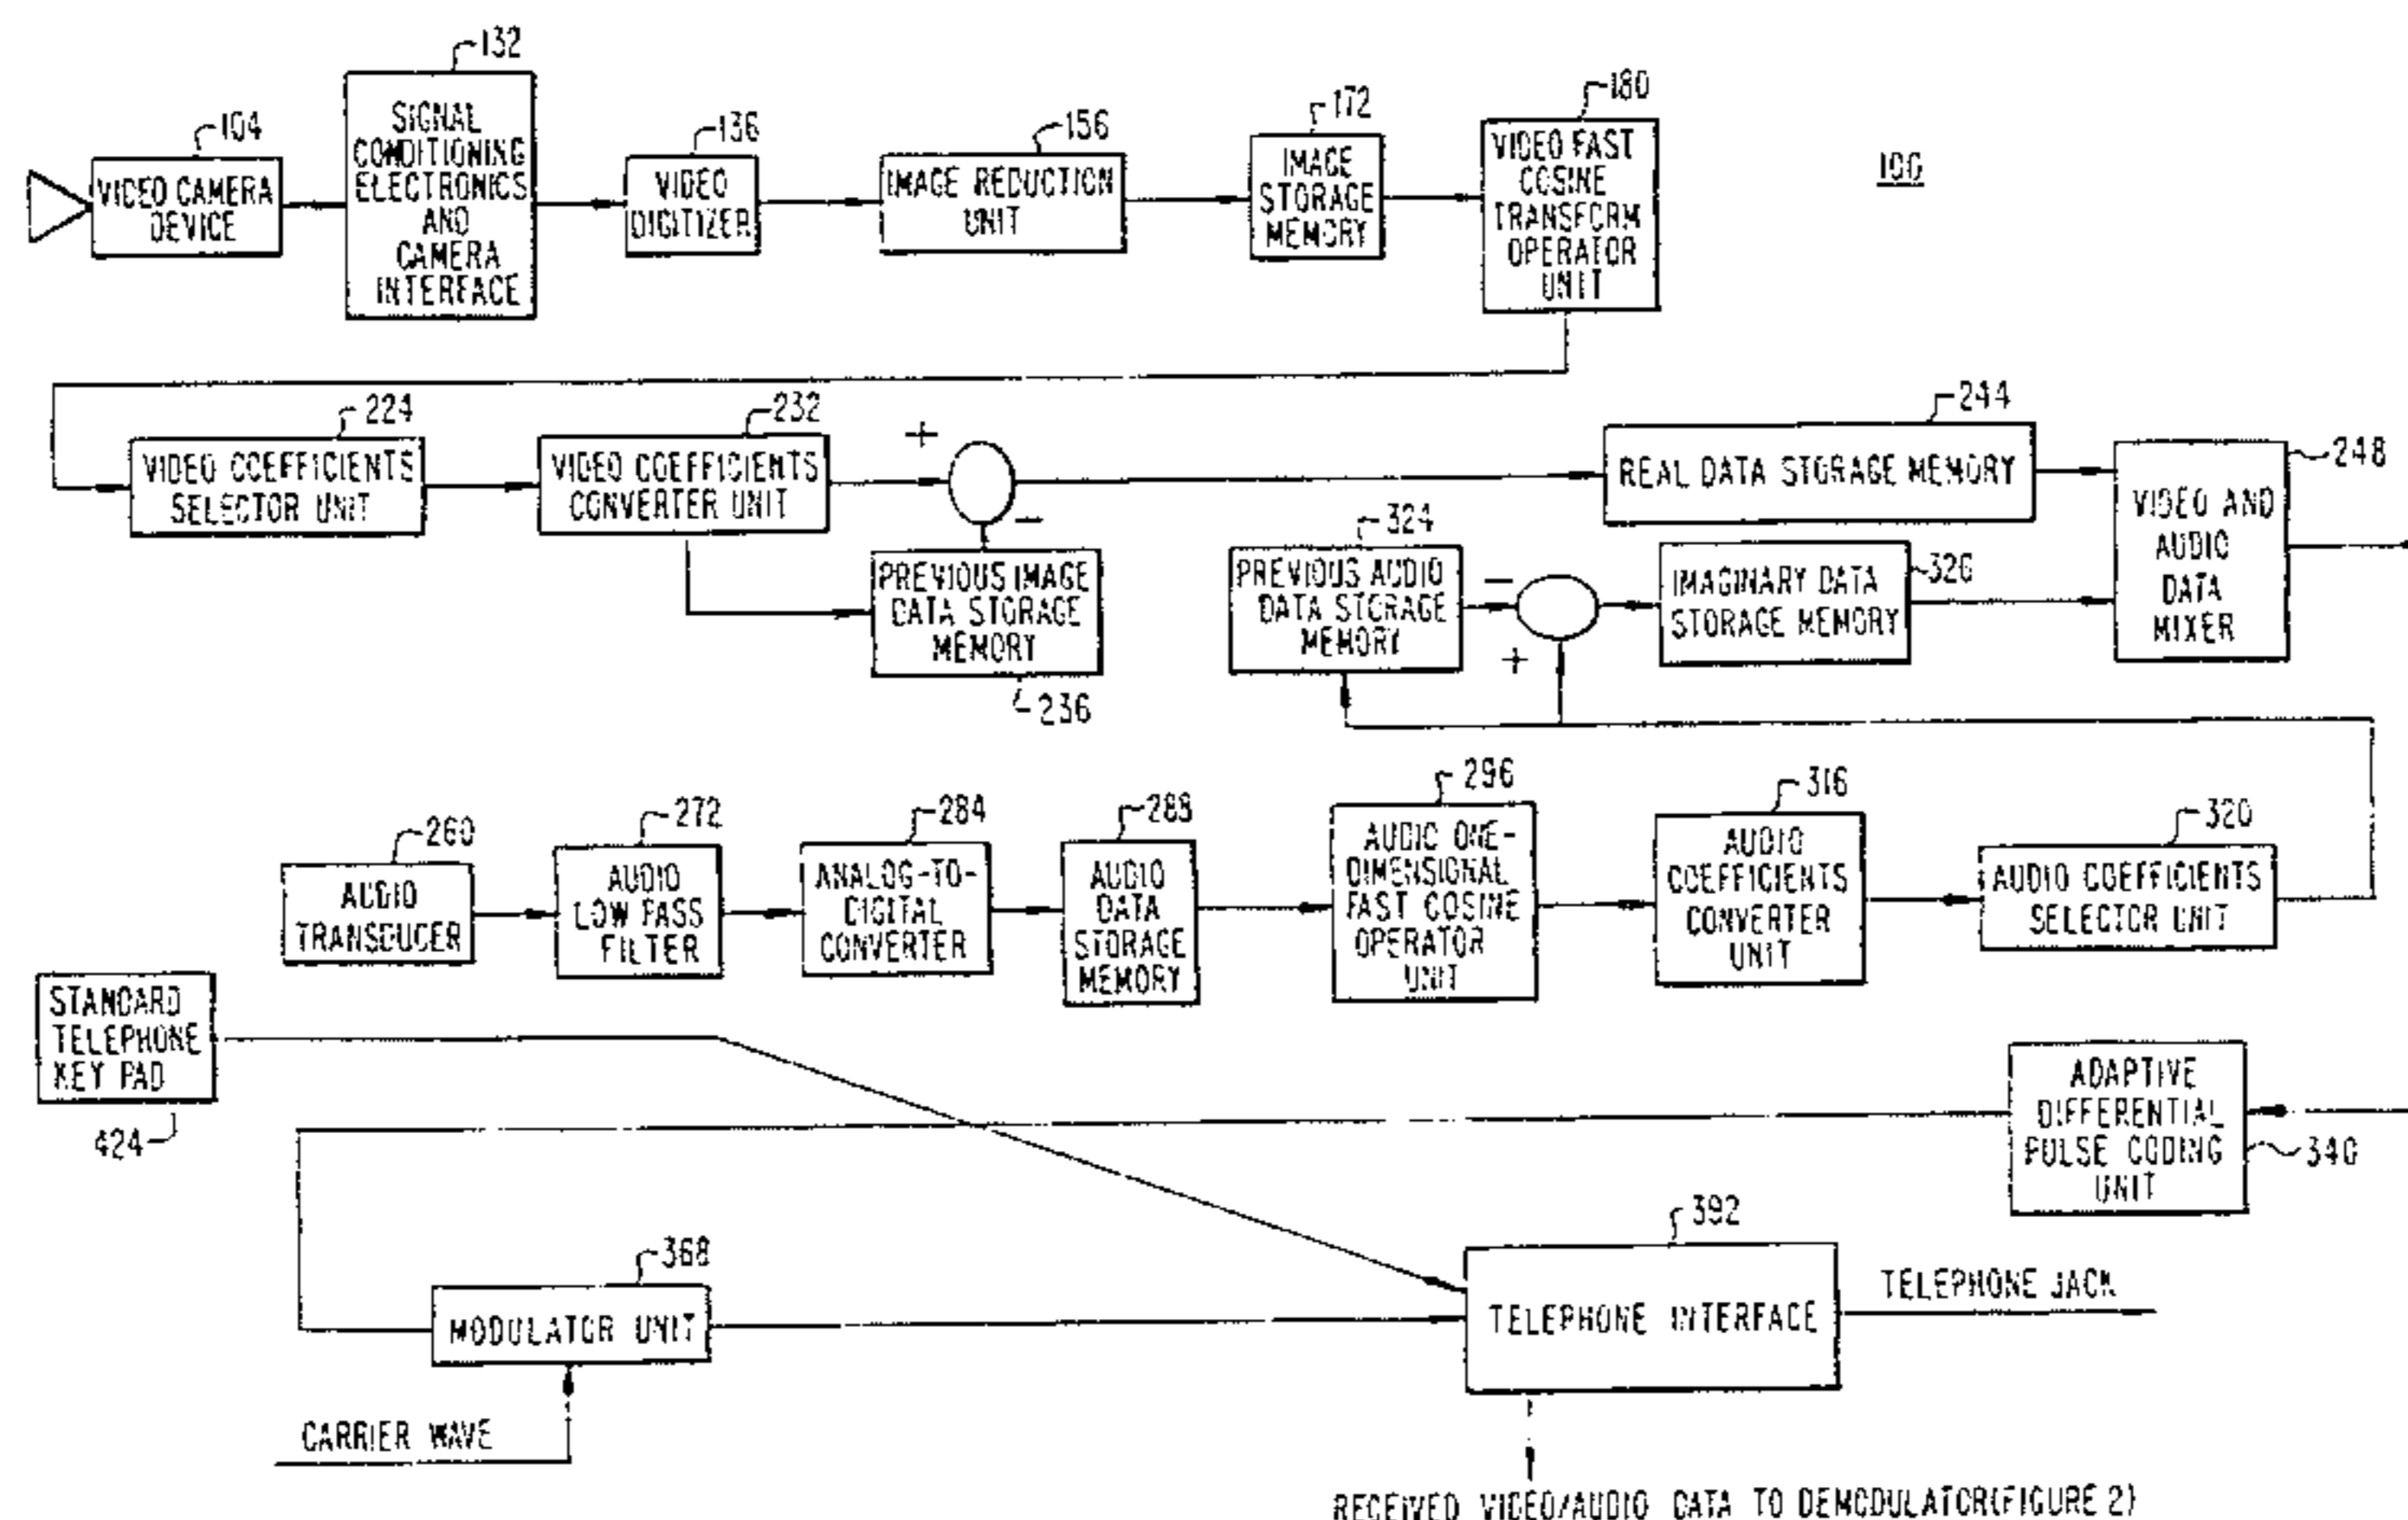 132
SIGNAL
CONDITIONING
ELECTRONICS
AND
CAMERA
INTERFACE
104
VIDEO CAMERA
DEVICE
136
VIDEO
DIGITIZER
156
IMAGE REDUCTION
UNIT
172
IMAGE
STORAGE
MEMORY
180
VIDEO FAST
COSINE
TRANSFORM
OPERATOR
UNIT
100
224
VIDEO COEFFICIENTS
SELECTOR UNIT
232
VIDEO COEFFICIENTS
CONVERTER UNIT
+
−
PREVIOUS IMAGE
DATA STORAGE
MEMORY
236
244
REAL DATA STORAGE MEMORY
324
PREVIOUS AUDIO
DATA STORAGE
MEMORY
−
+
IMAGINARY DATA
STORAGE MEMORY
326
248
VIDEO AND
AUDIO
DATA
MIXER
260
AUDIO
TRANSDUCER
272
AUDIO
LOW PASS
FILTER
284
ANALOG-TO-
DIGITAL
CONVERTER
288
AUDIO
DATA
STORAGE
MEMORY
296
AUDIO ONE-
DIMENSIONAL
FAST COSINE
OPERATOR
UNIT
316
AUDIO
COEFFICIENTS
CONVERTER
UNIT
320
AUDIO COEFFICIENTS
SELECTOR UNIT
STANDARD
TELEPHONE
KEY PAD
424
ADAPTIVE
DIFFERENTIAL
PULSE CODING
UNIT
340
368
MODULATOR UNIT
CARRIER WAVE
392
TELEPHONE INTERFACE
TELEPHONE JACK
RECEIVED VIDEO/AUDIO DATA TO DEMODULATOR(FIGURE 2)